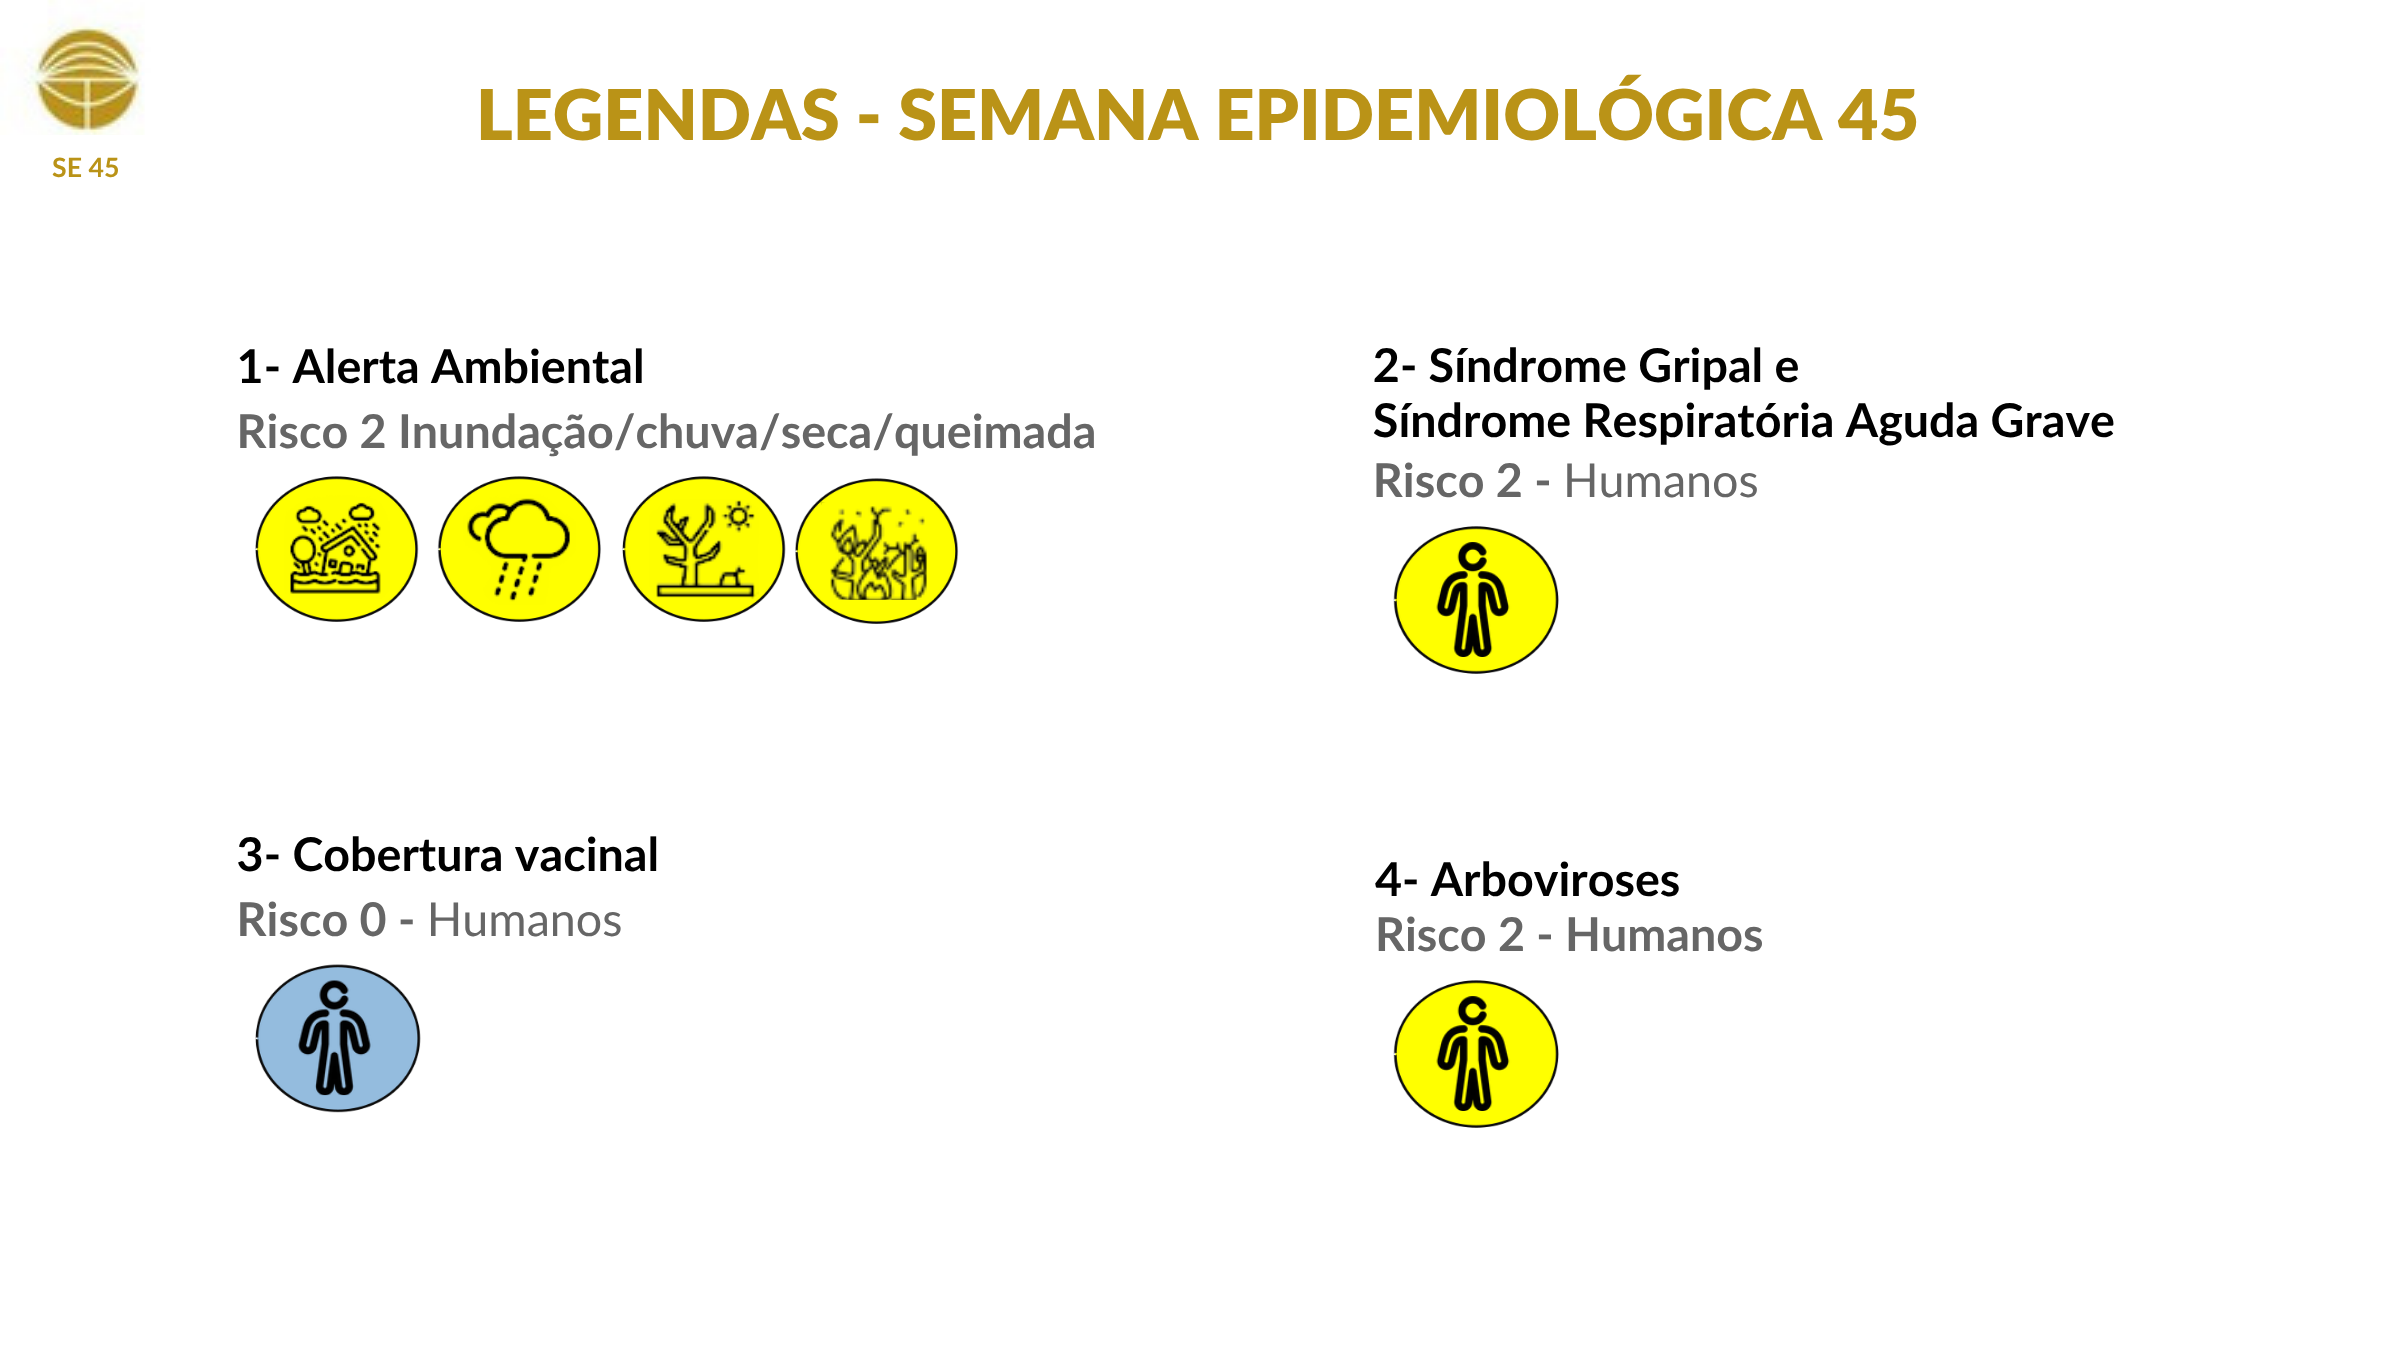 SE 45
LEGENDAS - SEMANA EPIDEMIOLÓGICA 45
1- Alerta Ambiental
Risco 2 Inundação/chuva/seca/queimada
2- Síndrome Gripal e
Síndrome Respiratória Aguda Grave
Risco 2 - Humanos
3- Cobertura vacinal
Risco 0 - Humanos
4- Arboviroses
Risco 2 - Humanos